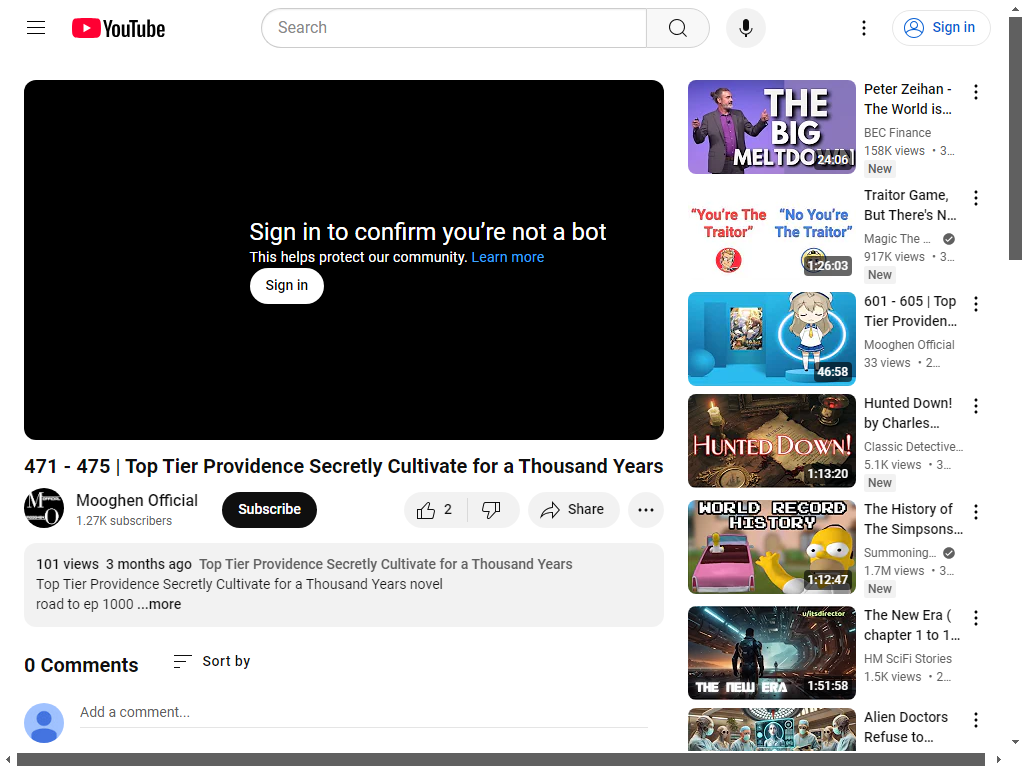 YouTube
Search
Sign in
Sign in to confirm you're not a bot
This helps protect our community. Learn more
Sign in
471 - 475 | Top Tier Providence Secretly Cultivate for a Thousand Years
Mooghen Official
1.27K subscribers
Subscribe
2
Share
101 views 3 months ago Top Tier Providence Secretly Cultivate for a Thousand Years
Top Tier Providence Secretly Cultivate for a Thousand Years novel
road to ep 1000 ...more
0 Comments
Sort by
Add a comment...
THE
BIG
MELTDOWN
24:06
Peter Zeihan -
The World is...
BEC Finance
158K views • 3...
New
"You're The
Traitor"
"No You're
The Traitor"
1:26:03
Traitor Game,
But There's N...
Magic The ...
917K views • 3...
New
46:58
601 - 605 | Top
Tier Providen...
Mooghen Official
33 views • 2...
HUNTED DOWN!
1:13:20
Hunted Down!
by Charles...
Classic Detective...
5.1K views • 3...
New
WORLD RECORD
HISTORY
1:12:47
The History of
The Simpsons...
Summoning...
1.7M views • 3...
New
u/itsdirector
THE NEW ERA
1:51:58
The New Era (
chapter 1 to 1...
HM SciFi Stories
1.5K views • 2...
Alien Doctors
Refuse to...